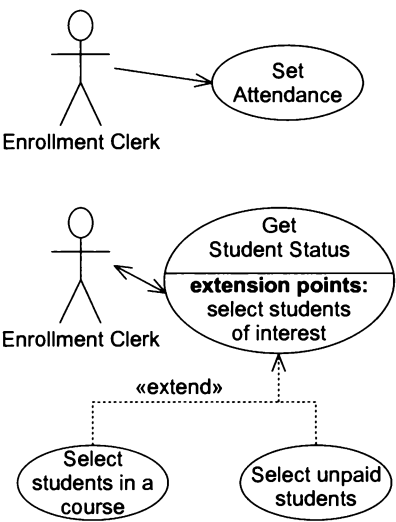 Set
Attendance
Enrollment Clerk
Get
Student Status
extension points:
select students
of interest
Enrollment Clerk
«extend»
Select
students in a
course
Select unpaid
students